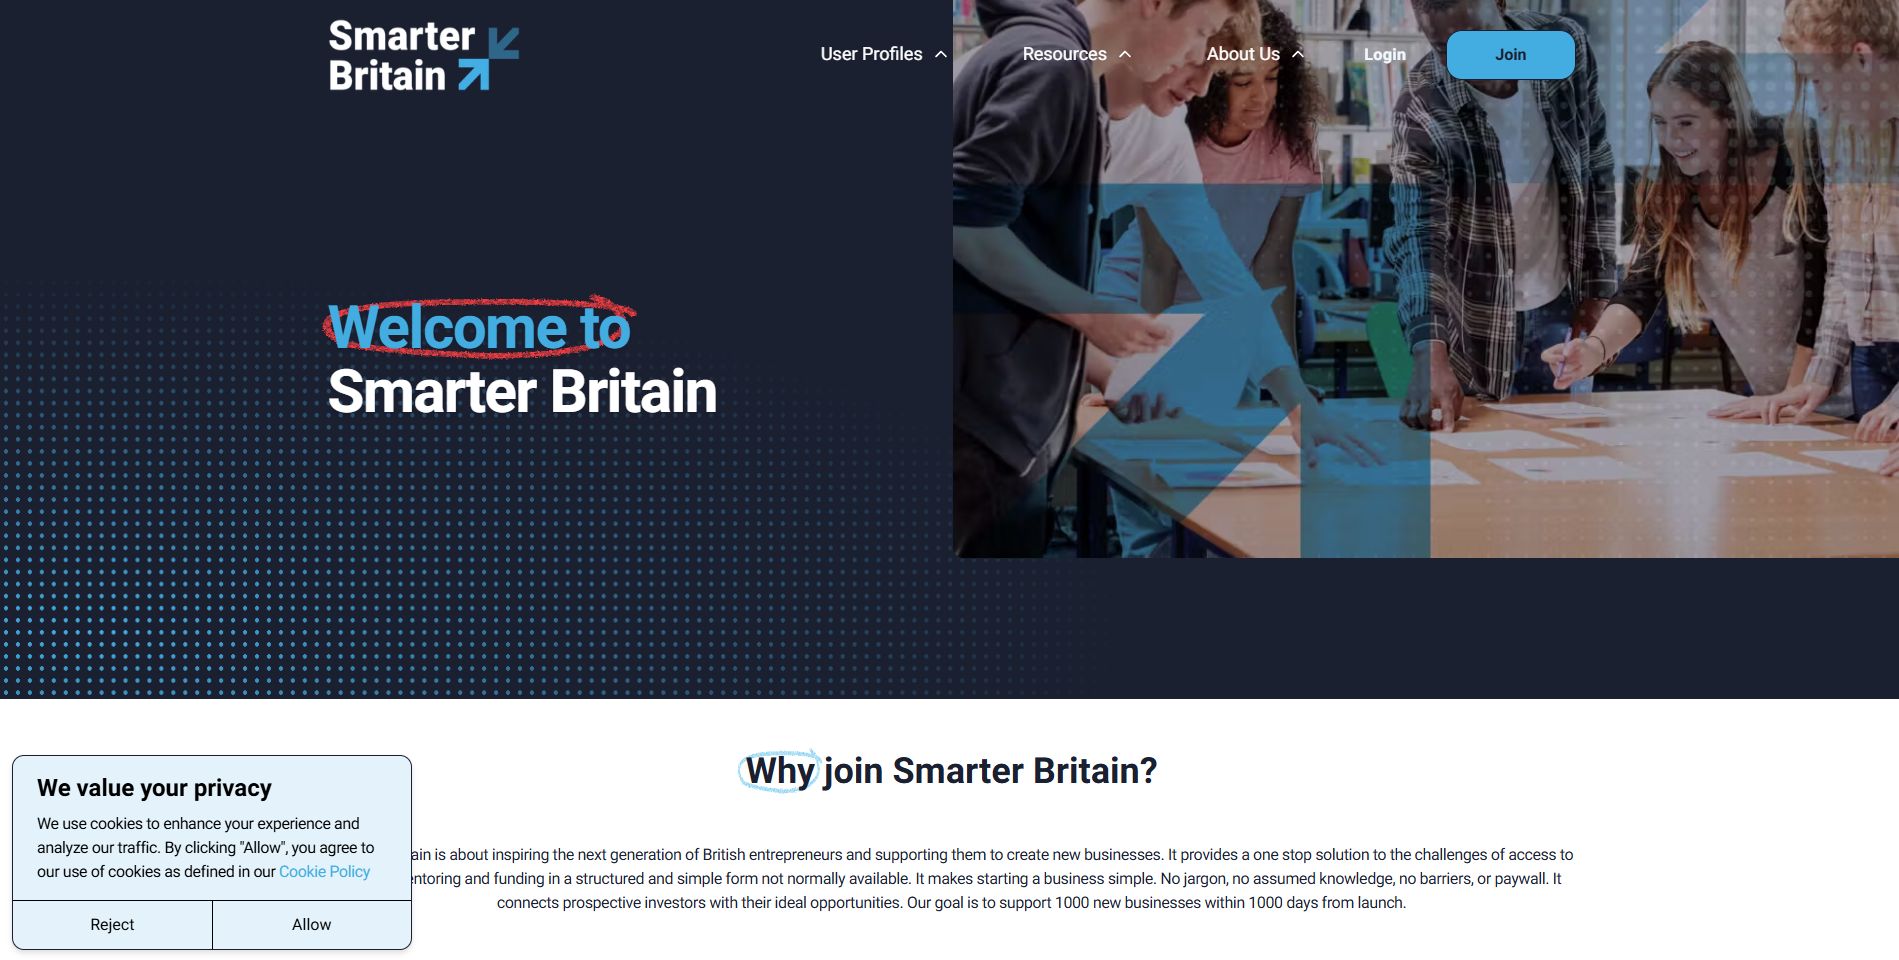 Smarter
Britain
User Profiles
Resources
About Us
Login
Join
Welcome to
Smarter Britain
Why join Smarter Britain?
is about inspiring the next generation of British entrepreneurs and supporting them to create new businesses. It provides a one stop solution to the challenges of access to
and funding in a structured and simple form not normally available. It makes starting a business simple. No jargon, no assumed knowledge, no barriers, or paywall. It
connects prospective investors with their ideal opportunities. Our goal is to support 1000 new businesses within 1000 days from launch.
We value your privacy
We use cookies to enhance your experience and
analyze our traffic. By clicking "Allow", you agree to
our use of cookies as defined in our Cookie Policy
Reject
Allow